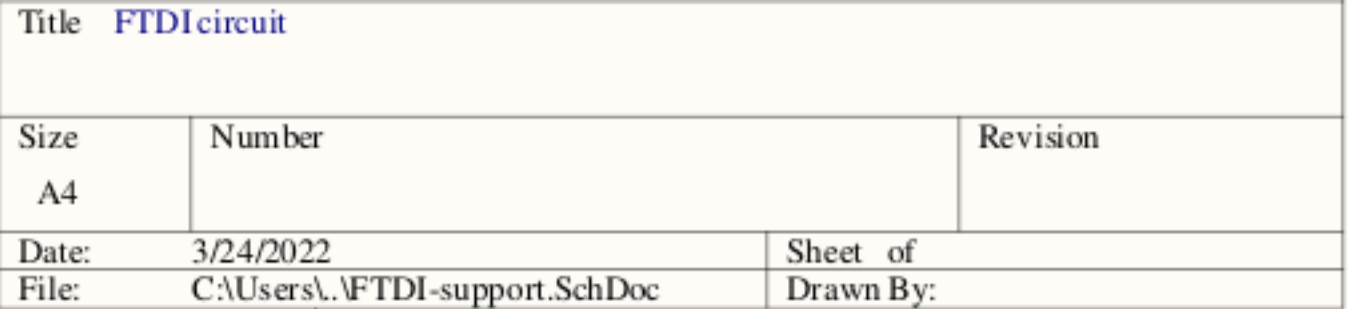 Title FTDI circuit
Size Number Revision
A4
Date: 3/24/2022 Sheet of
File: C:\Users\..\FTDI-support.SchDoc Drawn By: